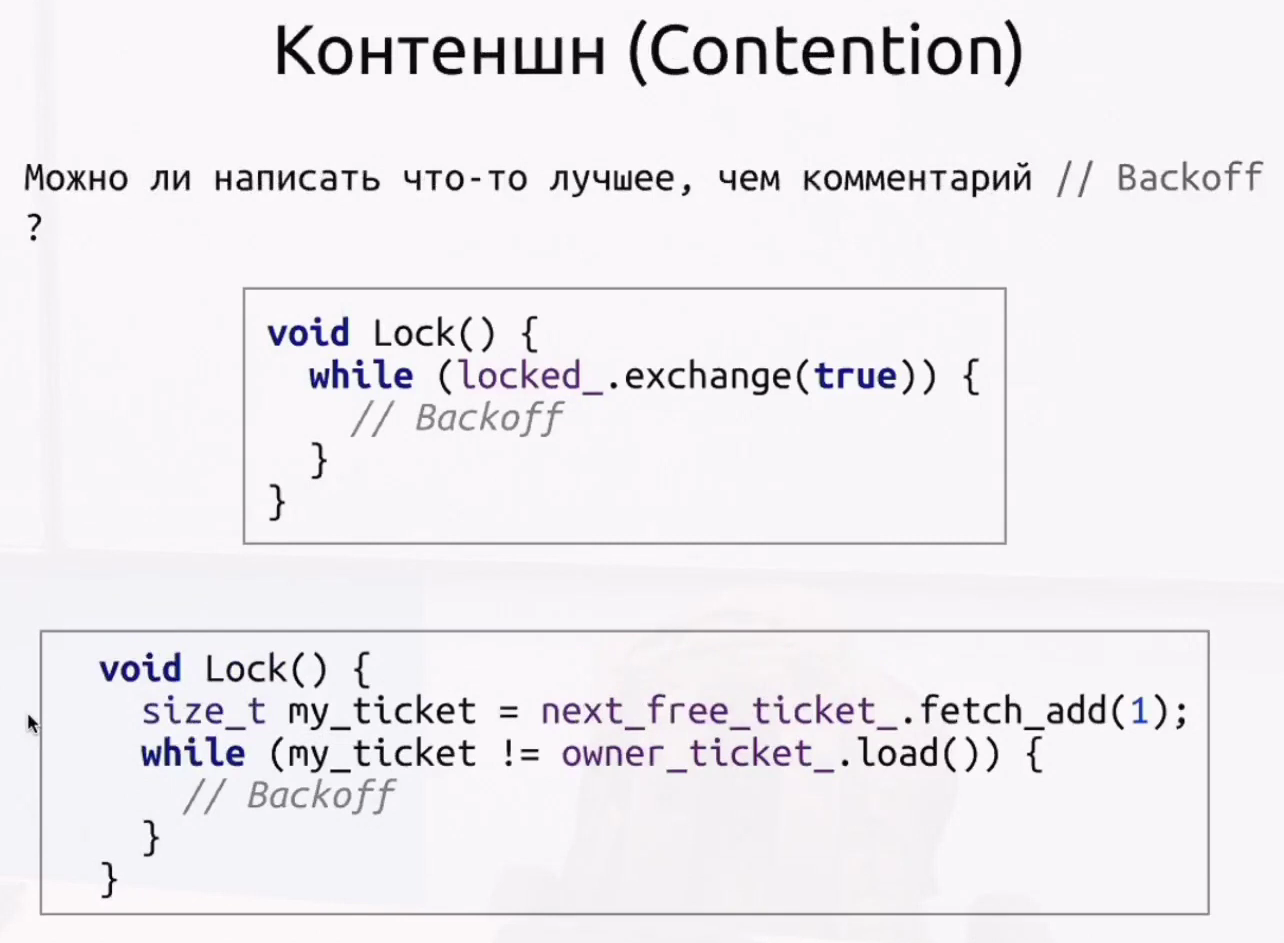 Контеншн (Contention)
Можно ли написать что-то лучшее, чем комментарий // Backoff
?
void Lock() {
while (locked_.exchange(true)) {
// Backoff
}
}
void Lock() {
size_t my_ticket = next_free_ticket_.fetch_add(1);
while (my_ticket != owner_ticket_.load()) {
// Backoff
}
}